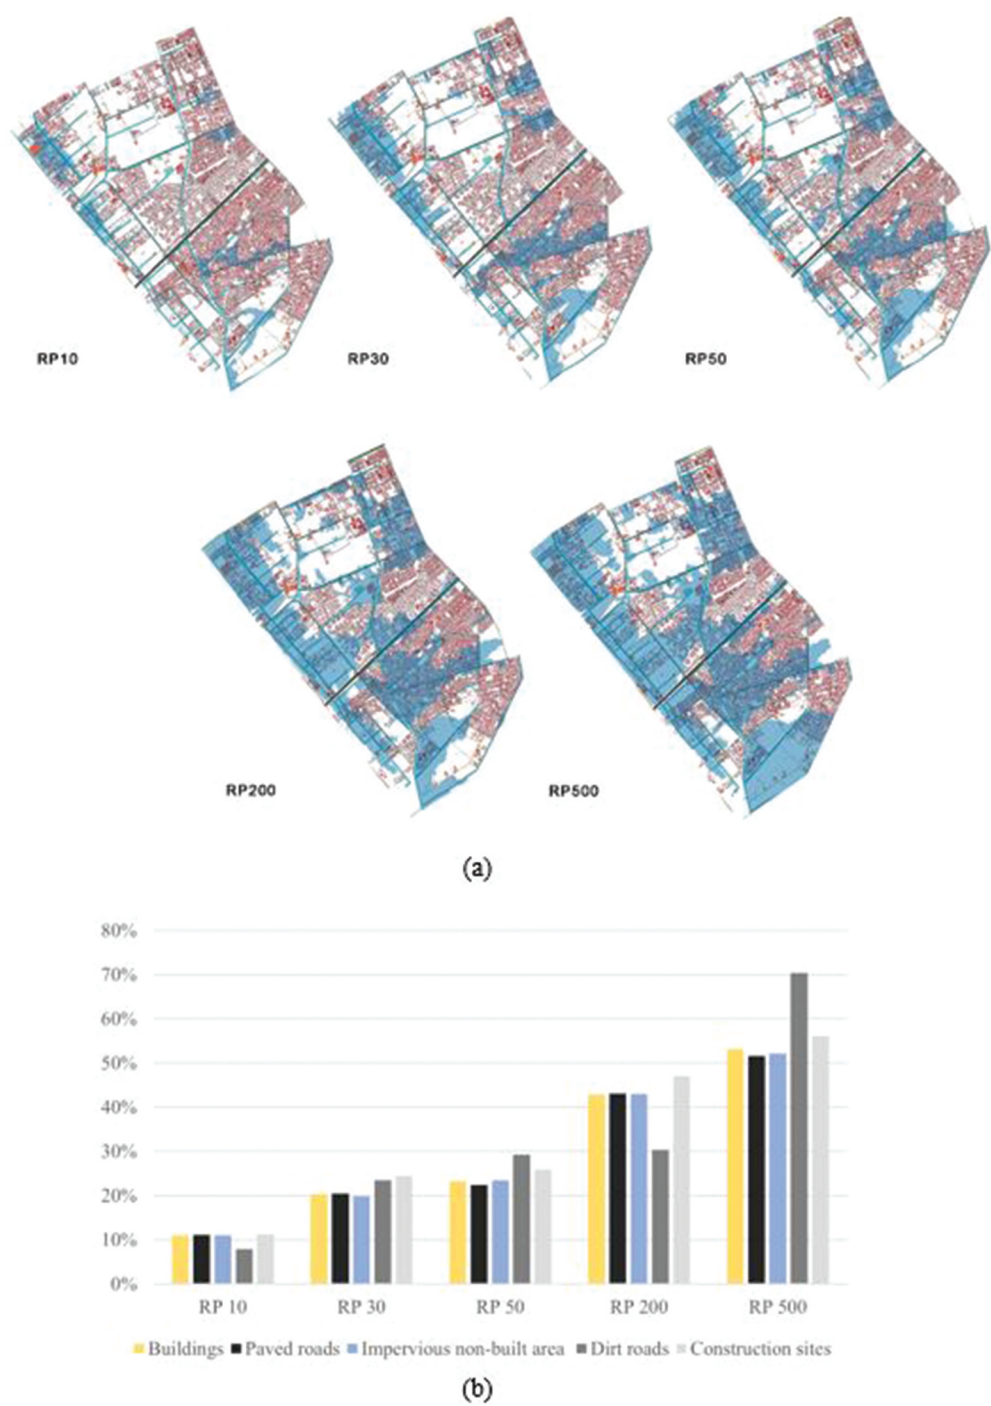 RP10
RP30
RP50
RP200
RP500
(a)
80%
70%
60%
50%
40%
30%
20%
10%
0%
RP 10 RP 30 RP 50 RP 200 RP 500
Buildings Paved roads Impervious non-built area Dirt roads Construction sites
(b)